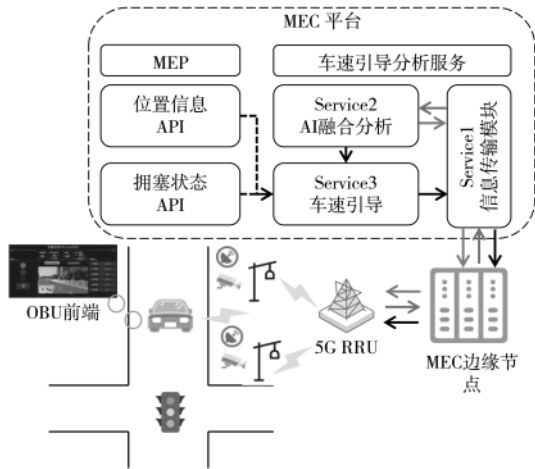 MEC 平台
MEP
车速引导分析服务
位置信息
API
Service2
AI融合分析
Service1
信息传输模块
拥塞状态
API
Service3
车速引导
OBU前端
5G RRU
MEC边缘节
点